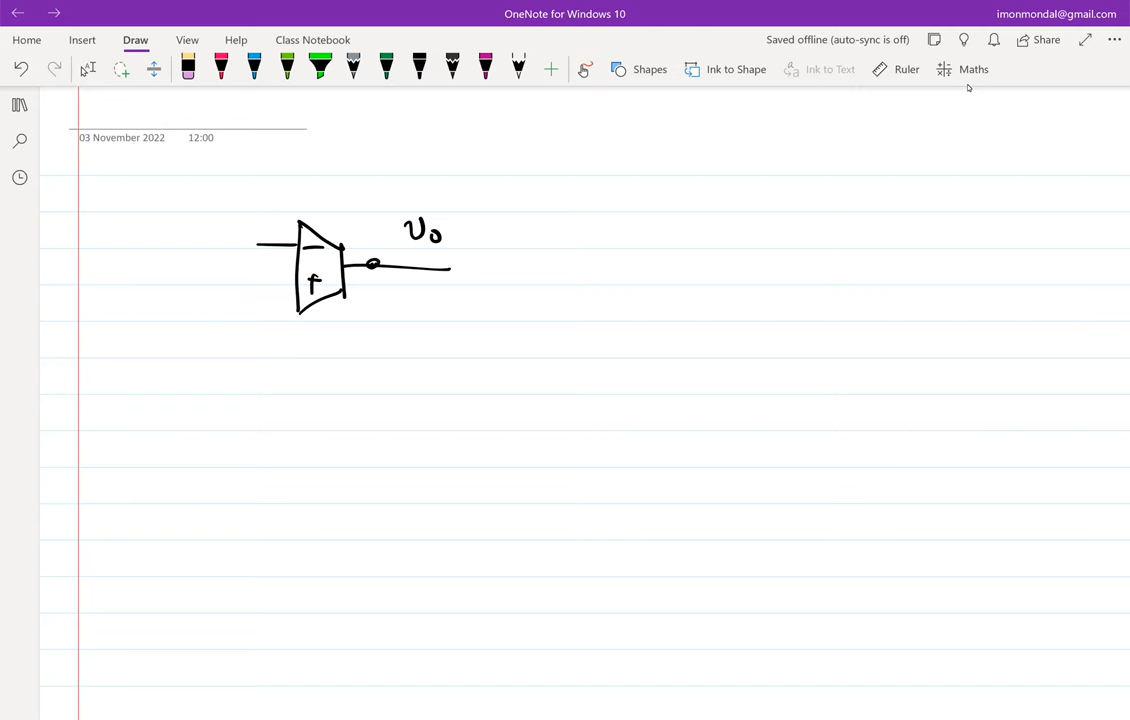 OneNote for Windows 10
imonmondal@gmail.com
Home Insert Draw View Help Class Notebook
Saved offline (auto-sync is off) Share
Shapes Ink to Shape Ink to Text Ruler Maths
03 November 2022 12:00
v₀
−
+